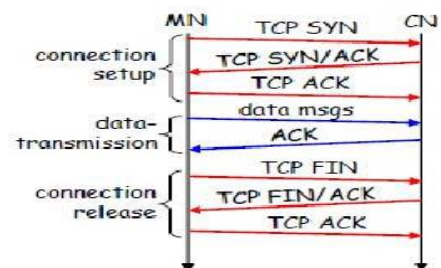 MN CN
TCP SYN
connection
setup
TCP SYN/ACK
TCP ACK
data msgs
data-
transmission
ACK
TCP FIN
connection
release
TCP FIN/ACK
TCP ACK